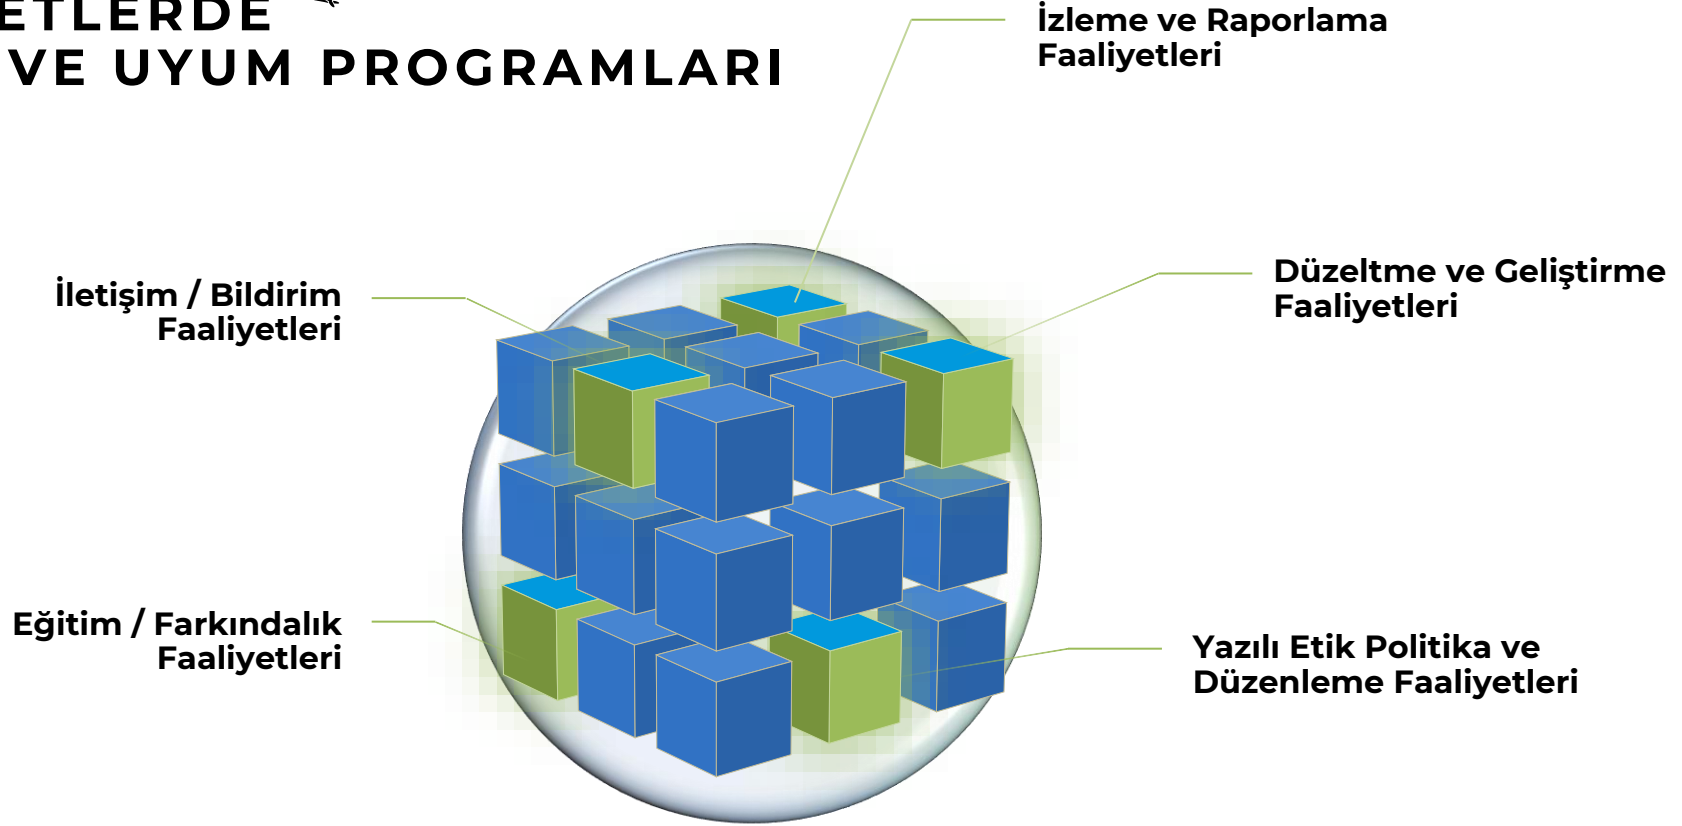 ETLERDE
VE UYUM PROGRAMLARI
İzleme ve Raporlama
Faaliyetleri
Düzeltme ve Geliştirme
Faaliyetleri
İletişim / Bildirim
Faaliyetleri
Eğitim / Farkındalık
Faaliyetleri
Yazılı Etik Politika ve
Düzenleme Faaliyetleri